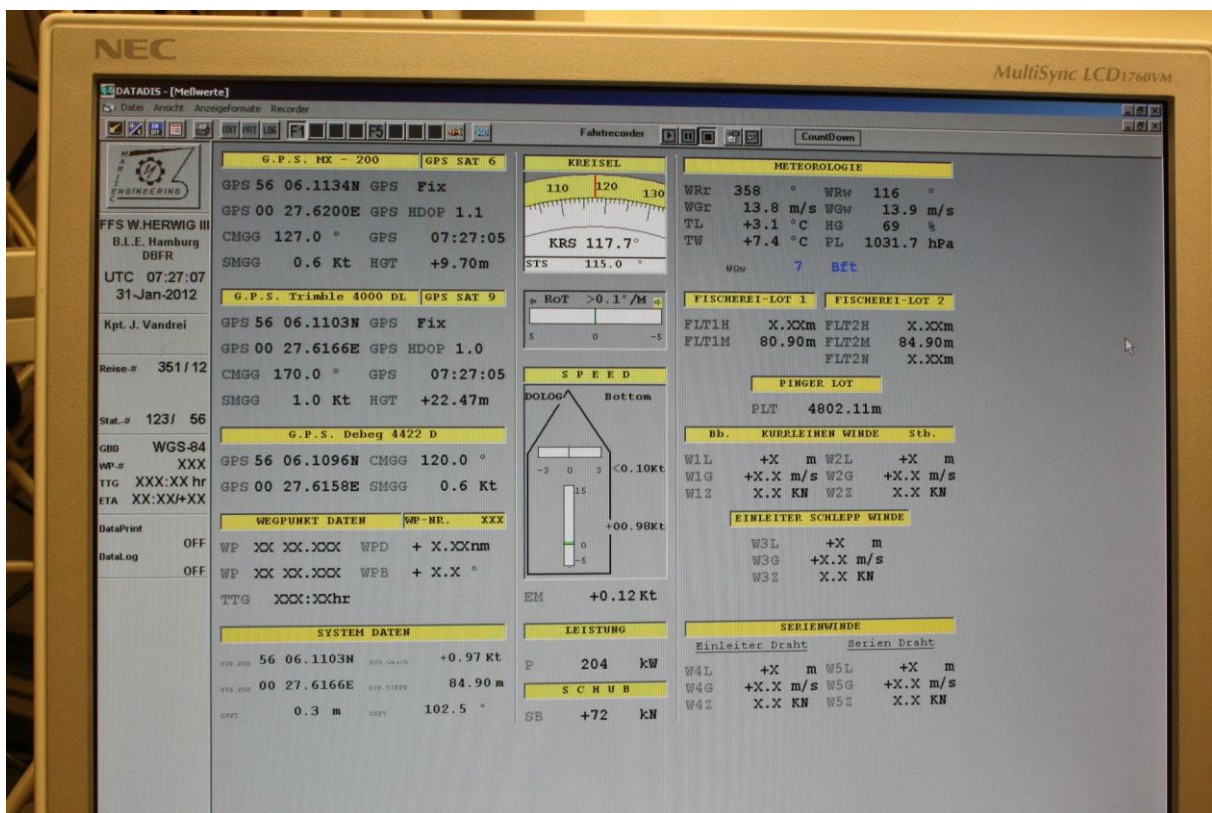 NEC
MultiSync LCD1760VM
DATADIS - [Meßwerte]
Datei Ansicht Anzeigeformate Recorder
EDIT PRT LOG F1 F5 Fahrtrecorder CountDown
MARITIME ENGINEERING
FFS W.HERWIG III
B.L.E. Hamburg
DBFR
UTC 07:27:07
31-Jan-2012
Kpt. J. Vandrei
Reise-# 351/12
Stat.-# 123/ 56
GBD WGS-84
WP-# XXX
TTG XXX:XX hr
ETA XX:XX/+XX
DataPrint
OFF
DataLog
OFF
G.P.S. MX - 200 GPS SAT 6
GPS 56 06.1134N GPS Fix
GPS 00 27.6200E GPS HDOP 1.1
CMGG 127.0 ° GPS 07:27:05
SMGG 0.6 Kt HGT +9.70m
G.P.S. Trimble 4000 DL GPS SAT 9
GPS 56 06.1103N GPS Fix
GPS 00 27.6166E GPS HDOP 1.0
CMGG 170.0 ° GPS 07:27:05
SMGG 1.0 Kt HGT +22.47m
G.P.S. Debeg 4422 D
GPS 56 06.1096N CMGG 120.0 °
GPS 00 27.6158E SMGG 0.6 Kt
WEGPUNKT DATEN WP-NR. XXX
WP XX XX.XXX WPD + X.XXnm
WP XX XX.XXX WPB + X.X °
TTG XXX:XXhr
SYSTEM DATEN
56 06.1103N +0.97 Kt
00 27.6166E 84.90 m
0.3 m 102.5 °
KREISEL
110 120 130
KRS 117.7°
STS 115.0 °
RoT >0.1°/M
5 0 -5
SPEED
DOLOG Bottom
-3 0 3 <0.10Kt
15
+00.98Kt
0
-5
EM +0.12 Kt
LEISTUNG
P 204 kW
SCHUB
SB +72 kN
METEOROLOGIE
WRr 358 ° WRw 116 °
WGr 13.8 m/s WGw 13.9 m/s
TL +3.1 °C HG 69 %
TW +7.4 °C PL 1031.7 hPa
WGw 7 Bft
FISCHEREI-LOT 1 FISCHEREI-LOT 2
FLT1H X.XXm FLT2H X.XXm
FLT1M 80.90m FLT2M 84.90m
FLT2N X.XXm
PINGER LOT
PLT 4802.11m
Bb. KURRLEINEN WINDE Stb.
W1L +X m W2L +X m
W1G +X.X m/s W2G +X.X m/s
W1Z X.X KN W2Z X.X KN
EINLEITER SCHLEPP WINDE
W3L +X m
W3G +X.X m/s
W3Z X.X KN
SERIENWINDE
Einleiter Draht Serien Draht
W4L +X m W5L +X m
W4G +X.X m/s W5G +X.X m/s
W4Z X.X KN W5Z X.X KN